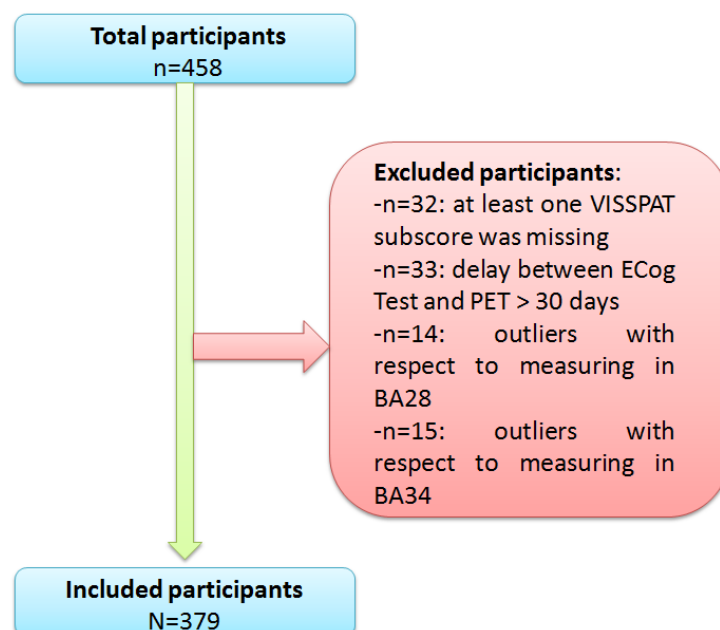 Total participants
n=458
Excluded participants:
-n=32: at least one VISSPAT
subscore was missing
-n=33: delay between ECog
Test and PET > 30 days
-n=14: outliers with
respect to measuring in
BA28
-n=15: outliers with
respect to measuring in
BA34
Included participants
N=379